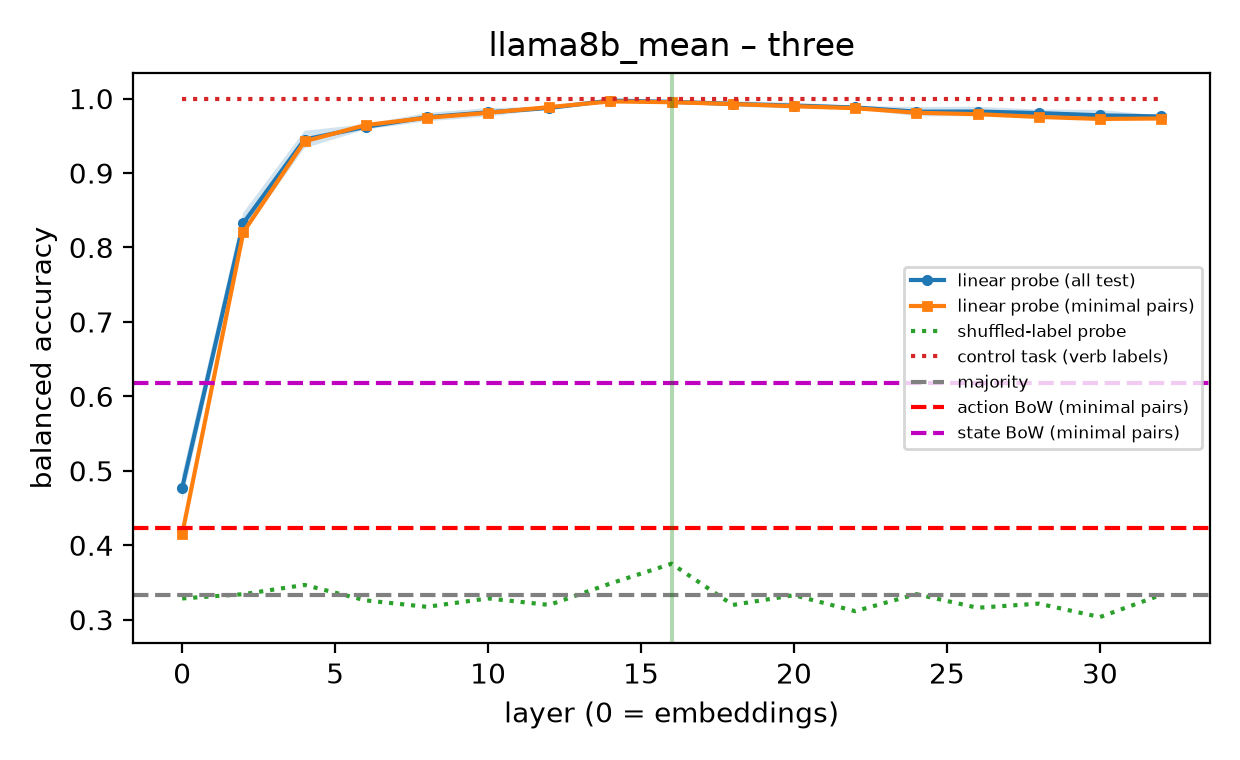 llama8b_mean – three
1.0
0.9
0.8
0.7
0.6
0.5
0.4
0.3
balanced accuracy
linear probe (all test)
linear probe (minimal pairs)
shuffled-label probe
control task (verb labels)
majority
action BoW (minimal pairs)
state BoW (minimal pairs)
0 5 10 15 20 25 30
layer (0 = embeddings)